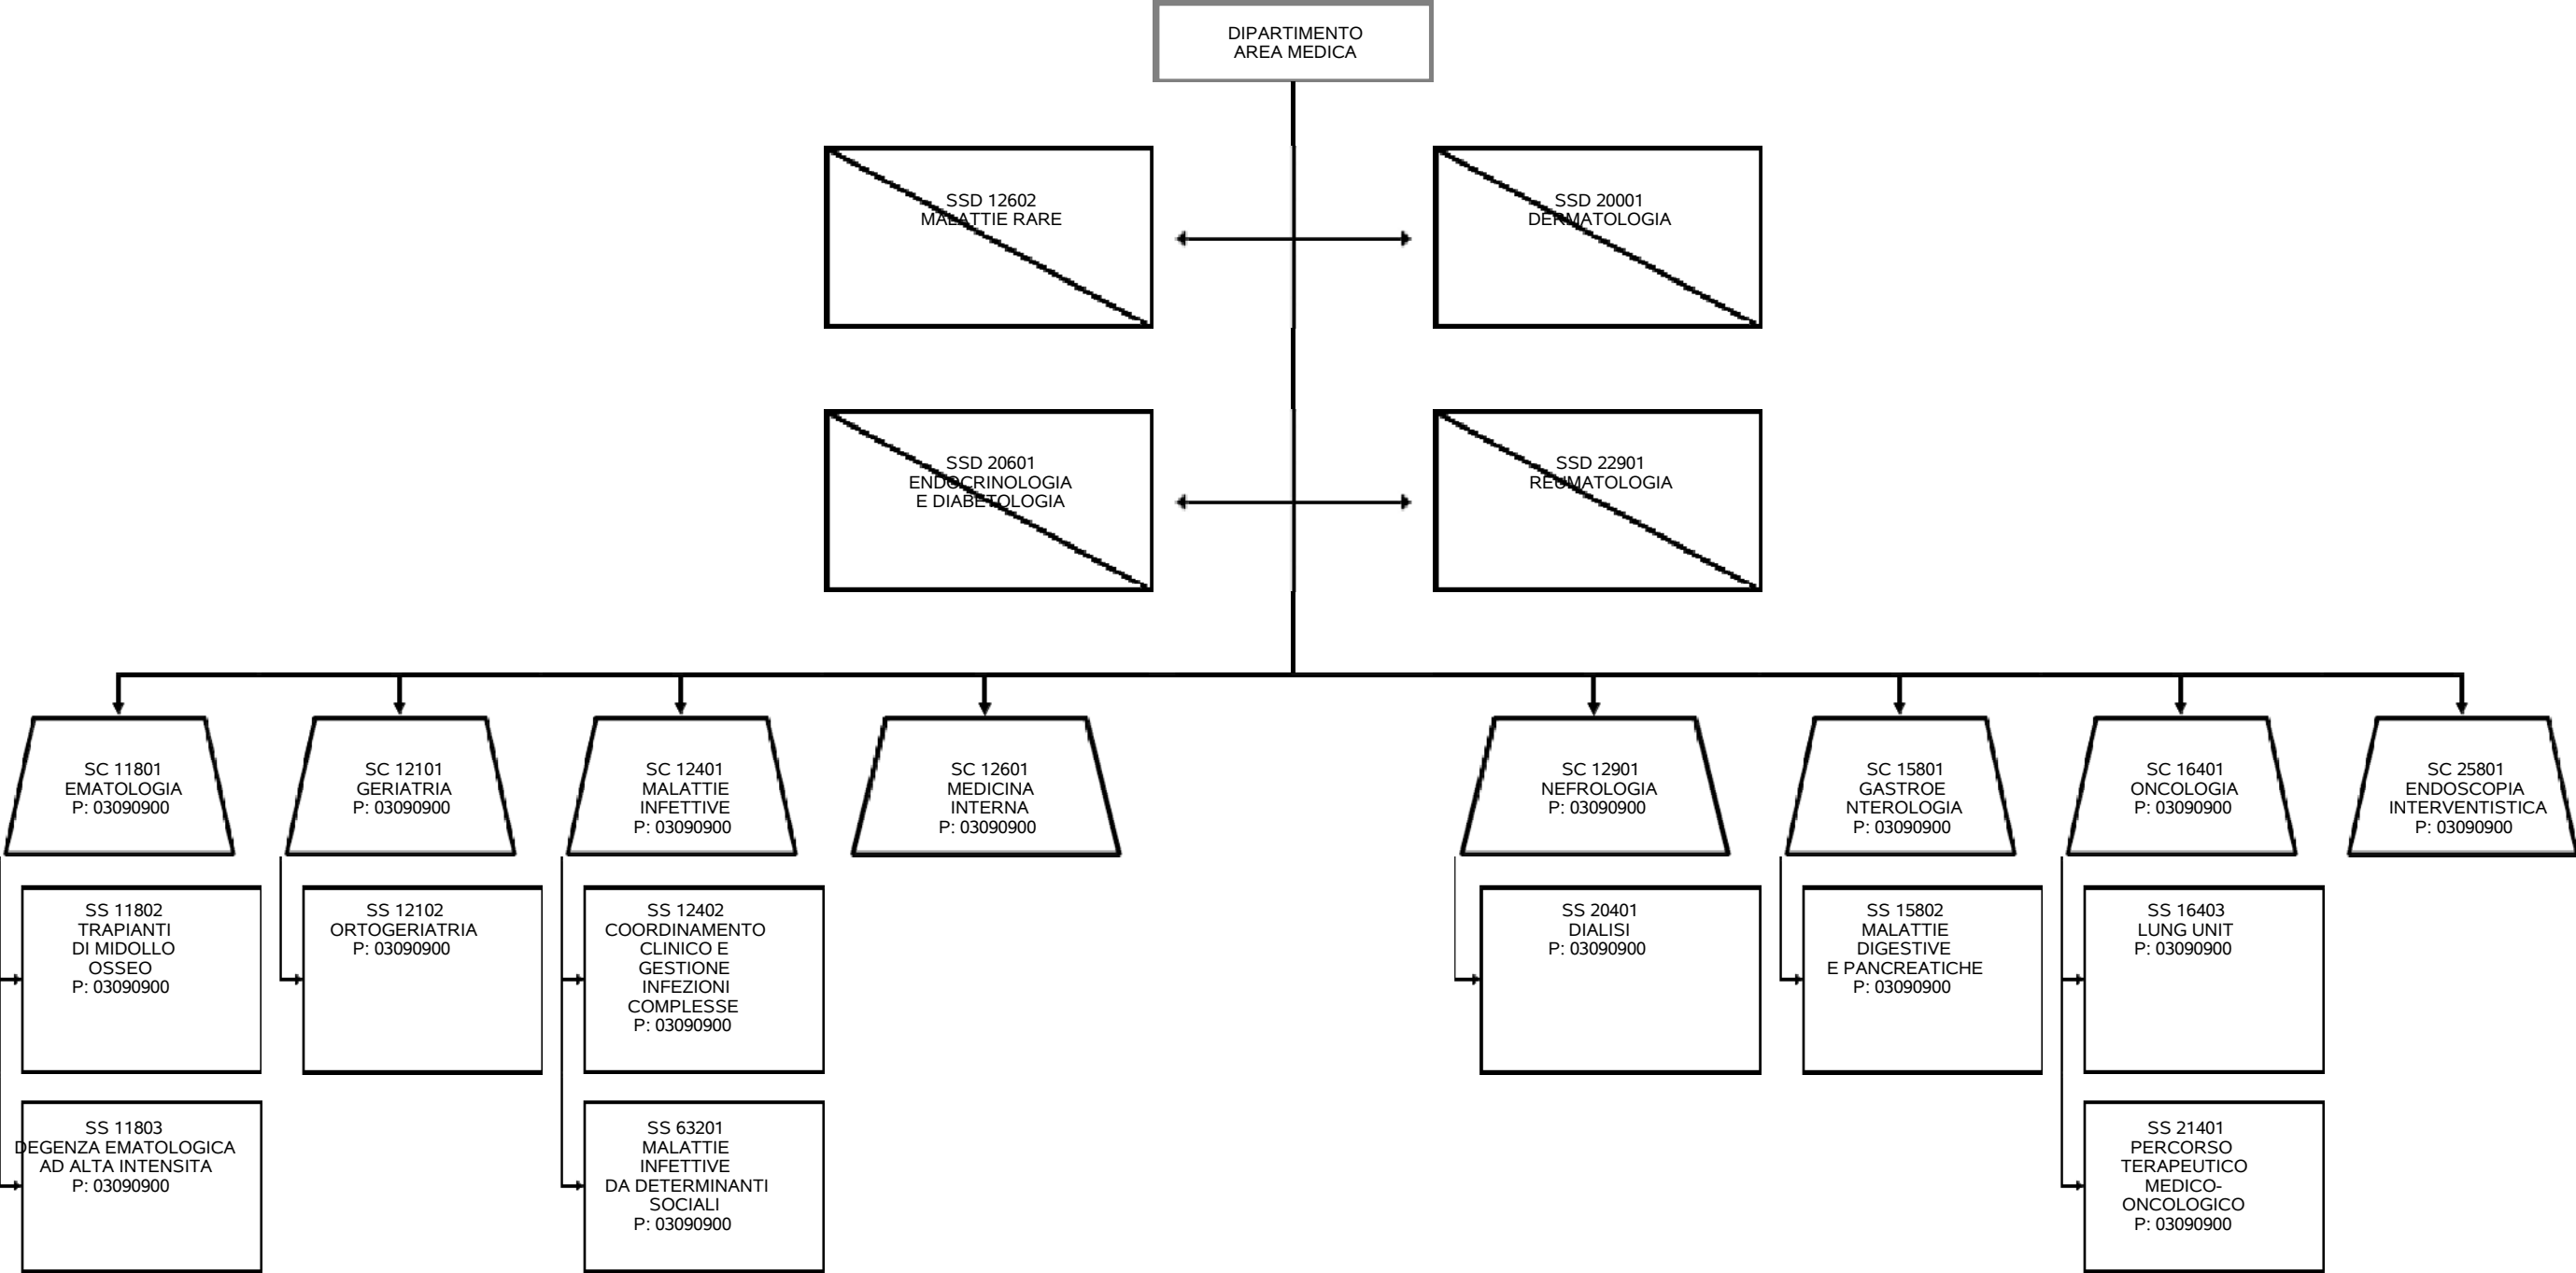 DIPARTIMENTO
AREA MEDICA
SSD 12602
MALATTIE RARE
SSD 20001
DERMATOLOGIA
SSD 20601
ENDOCRINOLOGIA
E DIABETOLOGIA
SSD 22901
REUMATOLOGIA
SC 11801
EMATOLOGIA
P: 03090900
SC 12101
GERIATRIA
P: 03090900
SC 12401
MALATTIE
INFETTIVE
P: 03090900
SC 12601
MEDICINA
INTERNA
P: 03090900
SC 12901
NEFROLOGIA
P: 03090900
SC 15801
GASTROE
NTEROLOGIA
P: 03090900
SC 16401
ONCOLOGIA
P: 03090900
SC 25801
ENDOSCOPIA
INTERVENTISTICA
P: 03090900
SS 11802
TRAPIANTI
DI MIDOLLO
OSSEO
P: 03090900
SS 12102
ORTOGERIATRIA
P: 03090900
SS 12402
COORDINAMENTO
CLINICO E
GESTIONE
INFEZIONI
COMPLESSE
P: 03090900
SS 20401
DIALISI
P: 03090900
SS 15802
MALATTIE
DIGESTIVE
E PANCREATICHE
P: 03090900
SS 16403
LUNG UNIT
P: 03090900
SS 11803
DEGENZA EMATOLOGICA
AD ALTA INTENSITA
P: 03090900
SS 63201
MALATTIE
INFETTIVE
DA DETERMINANTI
SOCIALI
P: 03090900
SS 21401
PERCORSO
TERAPEUTICO
MEDICO-
ONCOLOGICO
P: 03090900